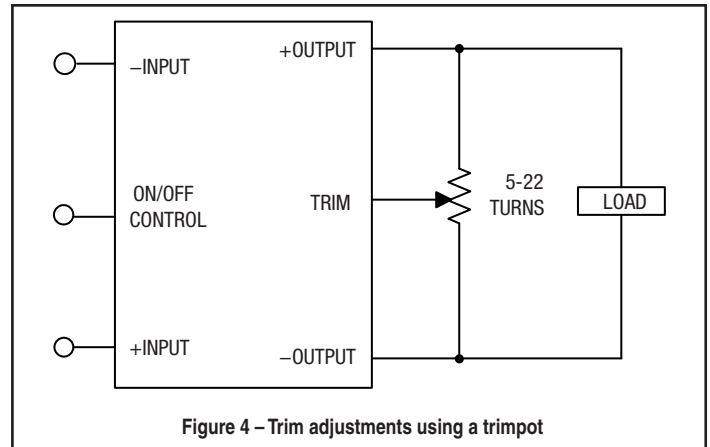 −INPUT
ON/OFF
CONTROL
+INPUT
+OUTPUT
TRIM
−OUTPUT
5-22
TURNS
LOAD
Figure 4 – Trim adjustments using a trimpot